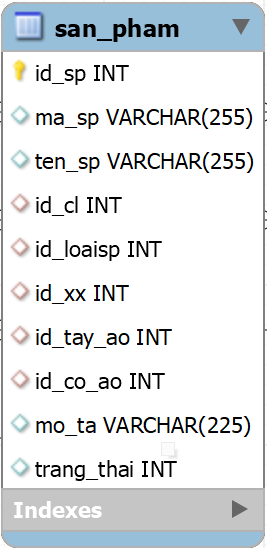 san_pham
id_sp INT
ma_sp VARCHAR(255)
ten_sp VARCHAR(255)
id_cl INT
id_loaisp INT
id_xx INT
id_tay_ao INT
id_co_ao INT
mo_ta VARCHAR(225)
trang_thai INT
Indexes